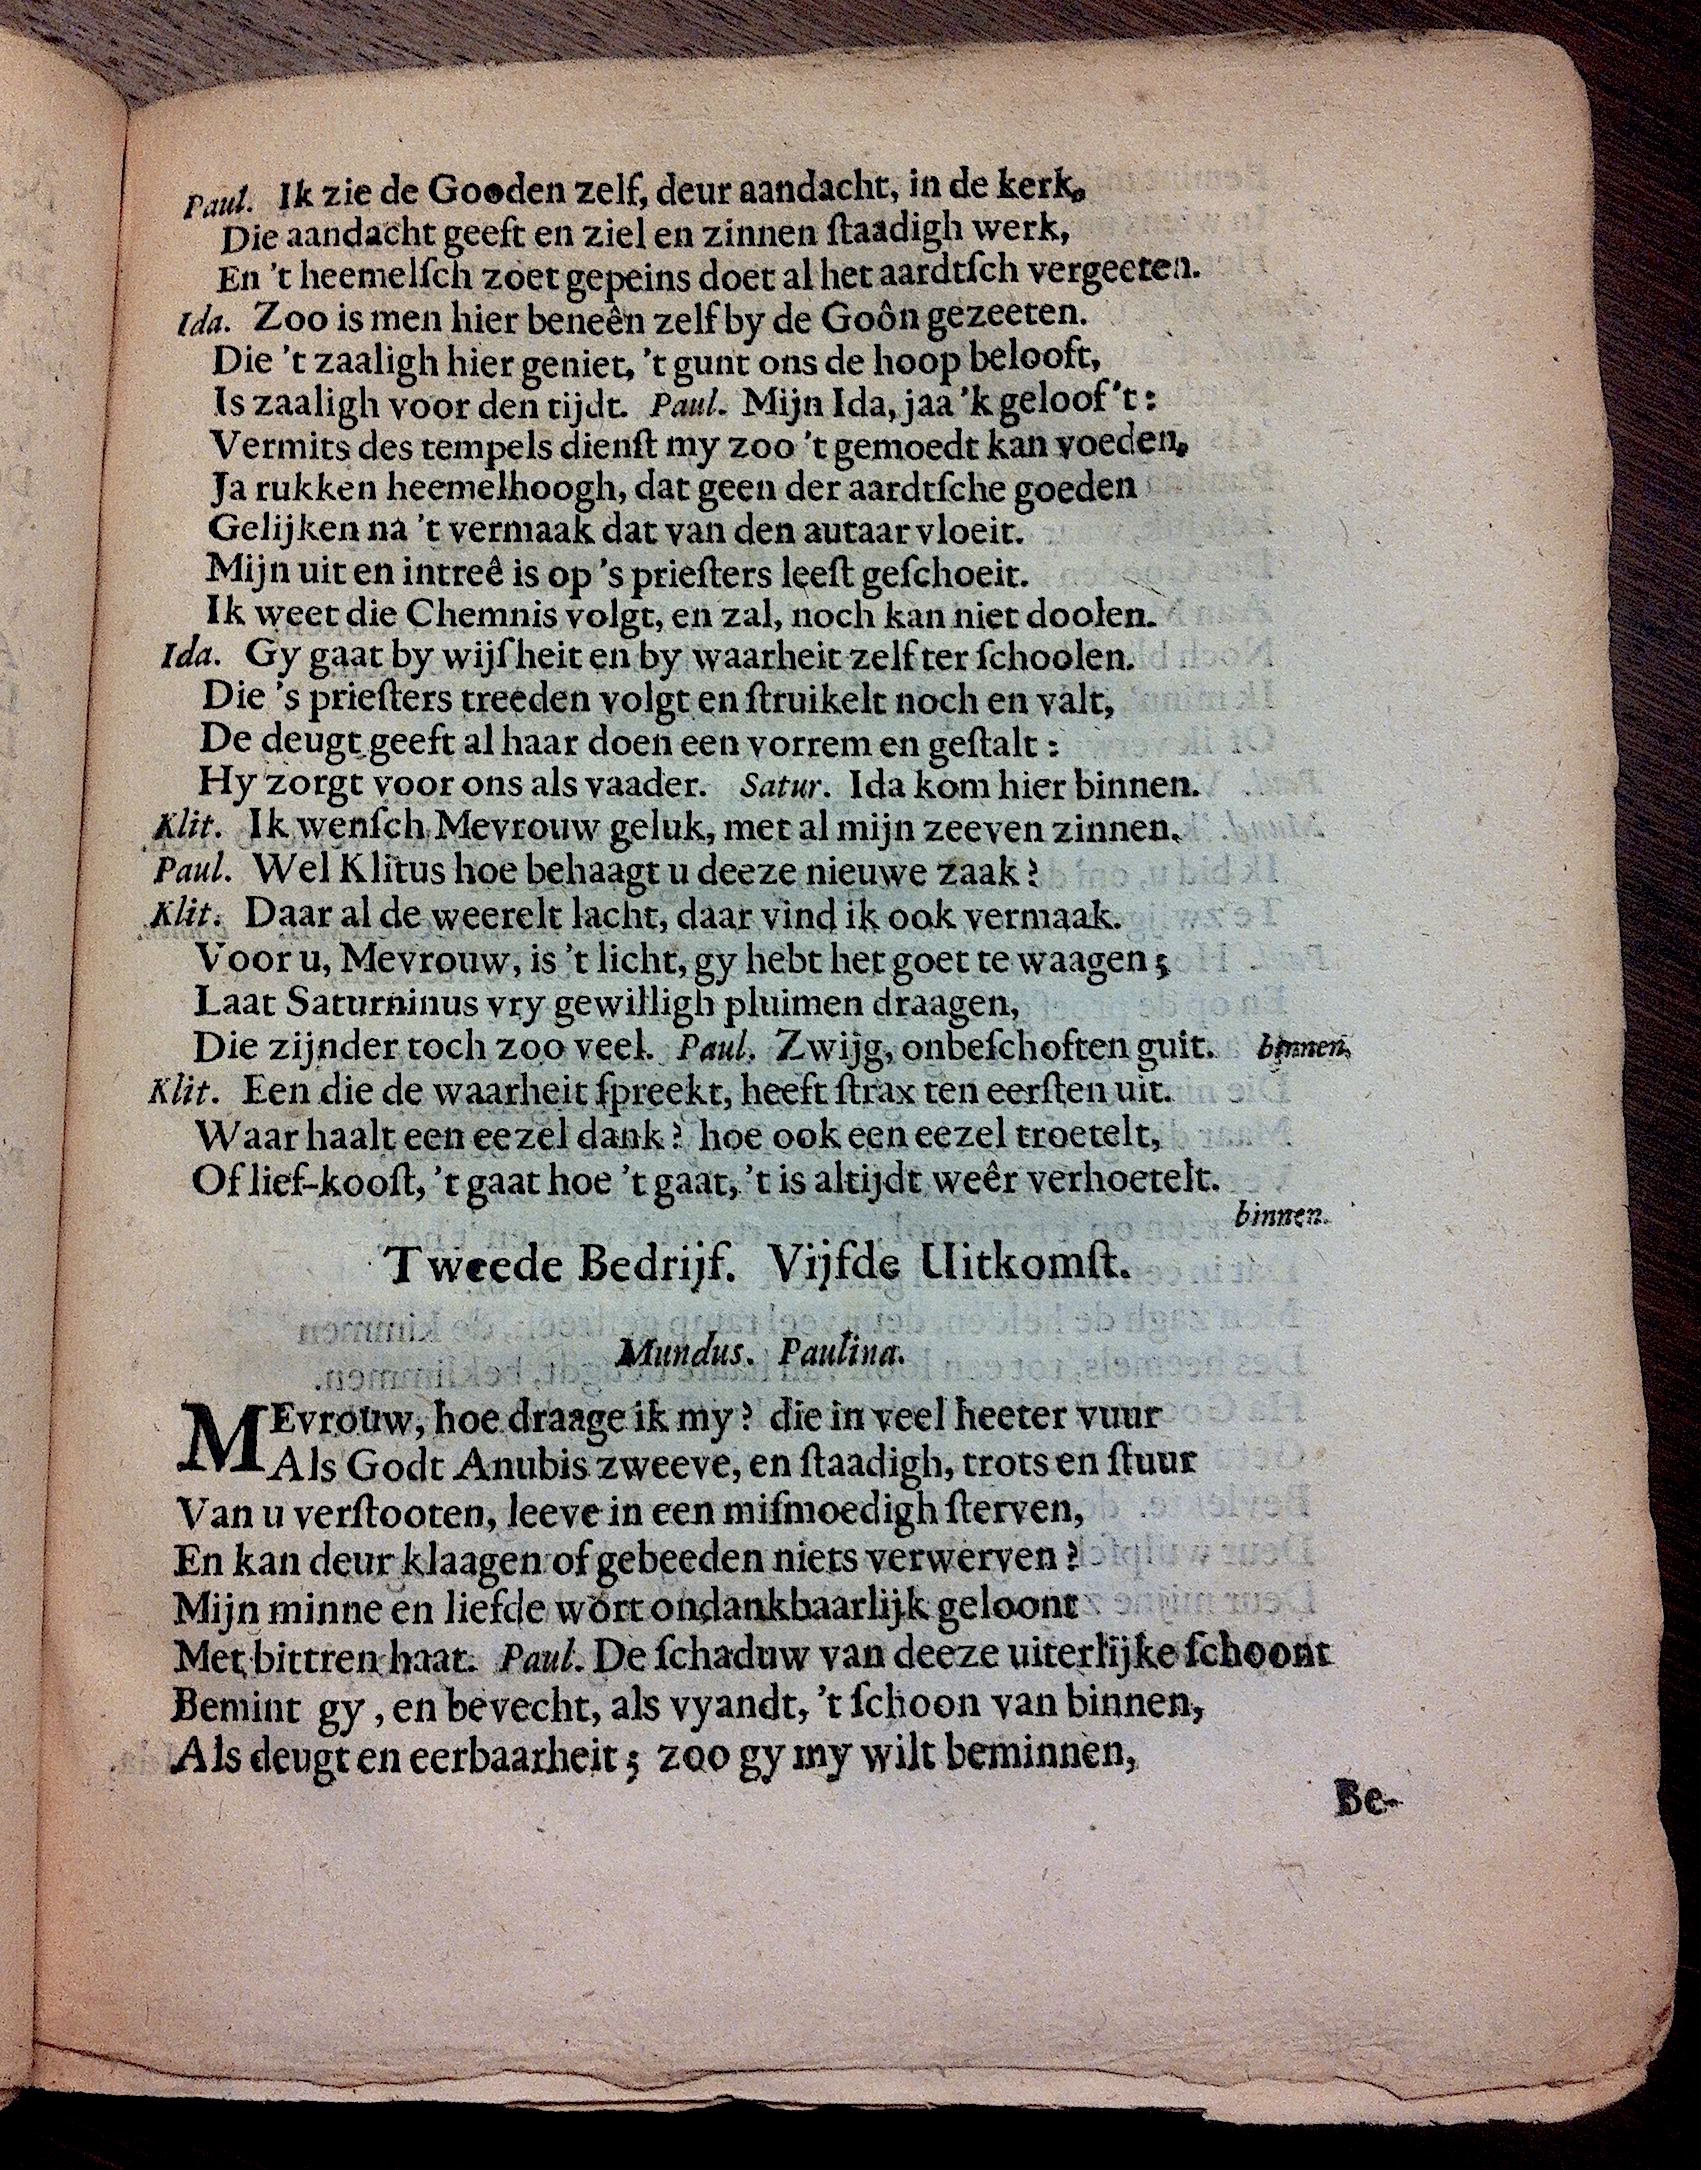 Paul. Ik zie de Gooden zelf, deur aandacht, in de kerk,
Die aandacht geeft en ziel en zinnen ſtaadigh werk,
En 't heemelſch zoet gepeins doet al het aardtſch vergeeten.
Ida. Zoo is men hier beneên zelf by de Goôn gezeeten.
Die 't zaaligh hier geniet, 't gunt ons de hoop belooft,
Is zaaligh voor den tijdt. Paul. Mijn Ida, jaa 'k geloof't:
Vermits des tempels dienſt my zoo 't gemoedt kan voeden,
Ja rukken heemelhoogh, dat geen der aardtſche goeden
Gelijken na 't vermaak dat van den autaar vloeit.
Mijn uit en intreê is op 's prieſters leeſt geſchoeit.
Ik weet die Chemnis volgt, en zal, noch kan niet doolen.
Ida. Gy gaat by wijſheit en by waarheit zelf ter ſchoolen.
Die 's prieſters treeden volgt en ſtruikelt noch en valt,
De deugt geeft al haar doen een vorrem en geſtalt:
Hy zorgt voor ons als vaader. Satur. Ida kom hier binnen.
Klit. Ik wenſch Mevrouw geluk, met al mijn zeeven zinnen.
Paul. Wel Klitus hoe behaagt u deeze nieuwe zaak?
Klit. Daar al de weerelt lacht, daar vind ik ook vermaak.
Voor u, Mevrouw, is 't licht, gy hebt het goet te waagen;
Laat Saturninus vry gewilligh pluimen draagen,
Die zijnder toch zoo veel. Paul. Zwijg, onbeſchoften guit. binnen.
Klit. Een die de waarheit ſpreekt, heeft ſtrax ten eerſten uit.
Waar haalt een eezel dank? hoe ook een eezel troetelt,
Of lief-kooſt, 't gaat hoe 't gaat, 't is altijdt weêr verhoetelt.
binnen.
Tweede Bedrijf. Vijfde Uitkomſt.
Mundus. Paulina.
MEvrouw, hoe draage ik my? die in veel heeter vuur
Als Godt Anubis zweeve, en ſtaadigh, trots en ſtuur
Van u verſtooten, leeve in een miſmoedigh ſterven,
En kan deur klaagen of gebeeden niets verwerven?
Mijn minne en liefde wort ondankbaarlijk geloont
Met bittren haat. Paul. De ſchaduw van deeze uiterlijke ſchoont
Bemint gy, en bevecht, als vyandt, 't ſchoon van binnen,
Als deugt en eerbaarheit; zoo gy my wilt beminnen,
Be-